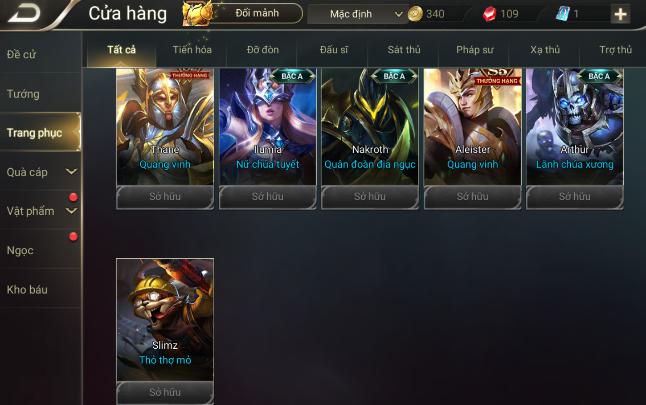 Cửa hàng
Đổi mảnh
Mặc định
340
109
1
Đề cử
Tướng
Trang phục
Quà cáp
Vật phẩm
Ngọc
Kho báu
Tất cả
Tiến hóa
Đỡ đòn
Đấu sĩ
Sát thủ
Pháp sư
Xạ thủ
Trợ thủ
THƯỞNG HẠNG
BẬC A
BẬC A
THƯỞNG HẠNG
BẬC A
Thane
Quang vinh
Ilumia
Nữ chúa tuyết
Nakroth
Quân đoàn địa ngục
Aleister
Quang vinh
Arthur
Lãnh chúa xương
Sở hữu
Sở hữu
Sở hữu
Sở hữu
Sở hữu
Slimz
Thỏ thợ mỏ
Sở hữu